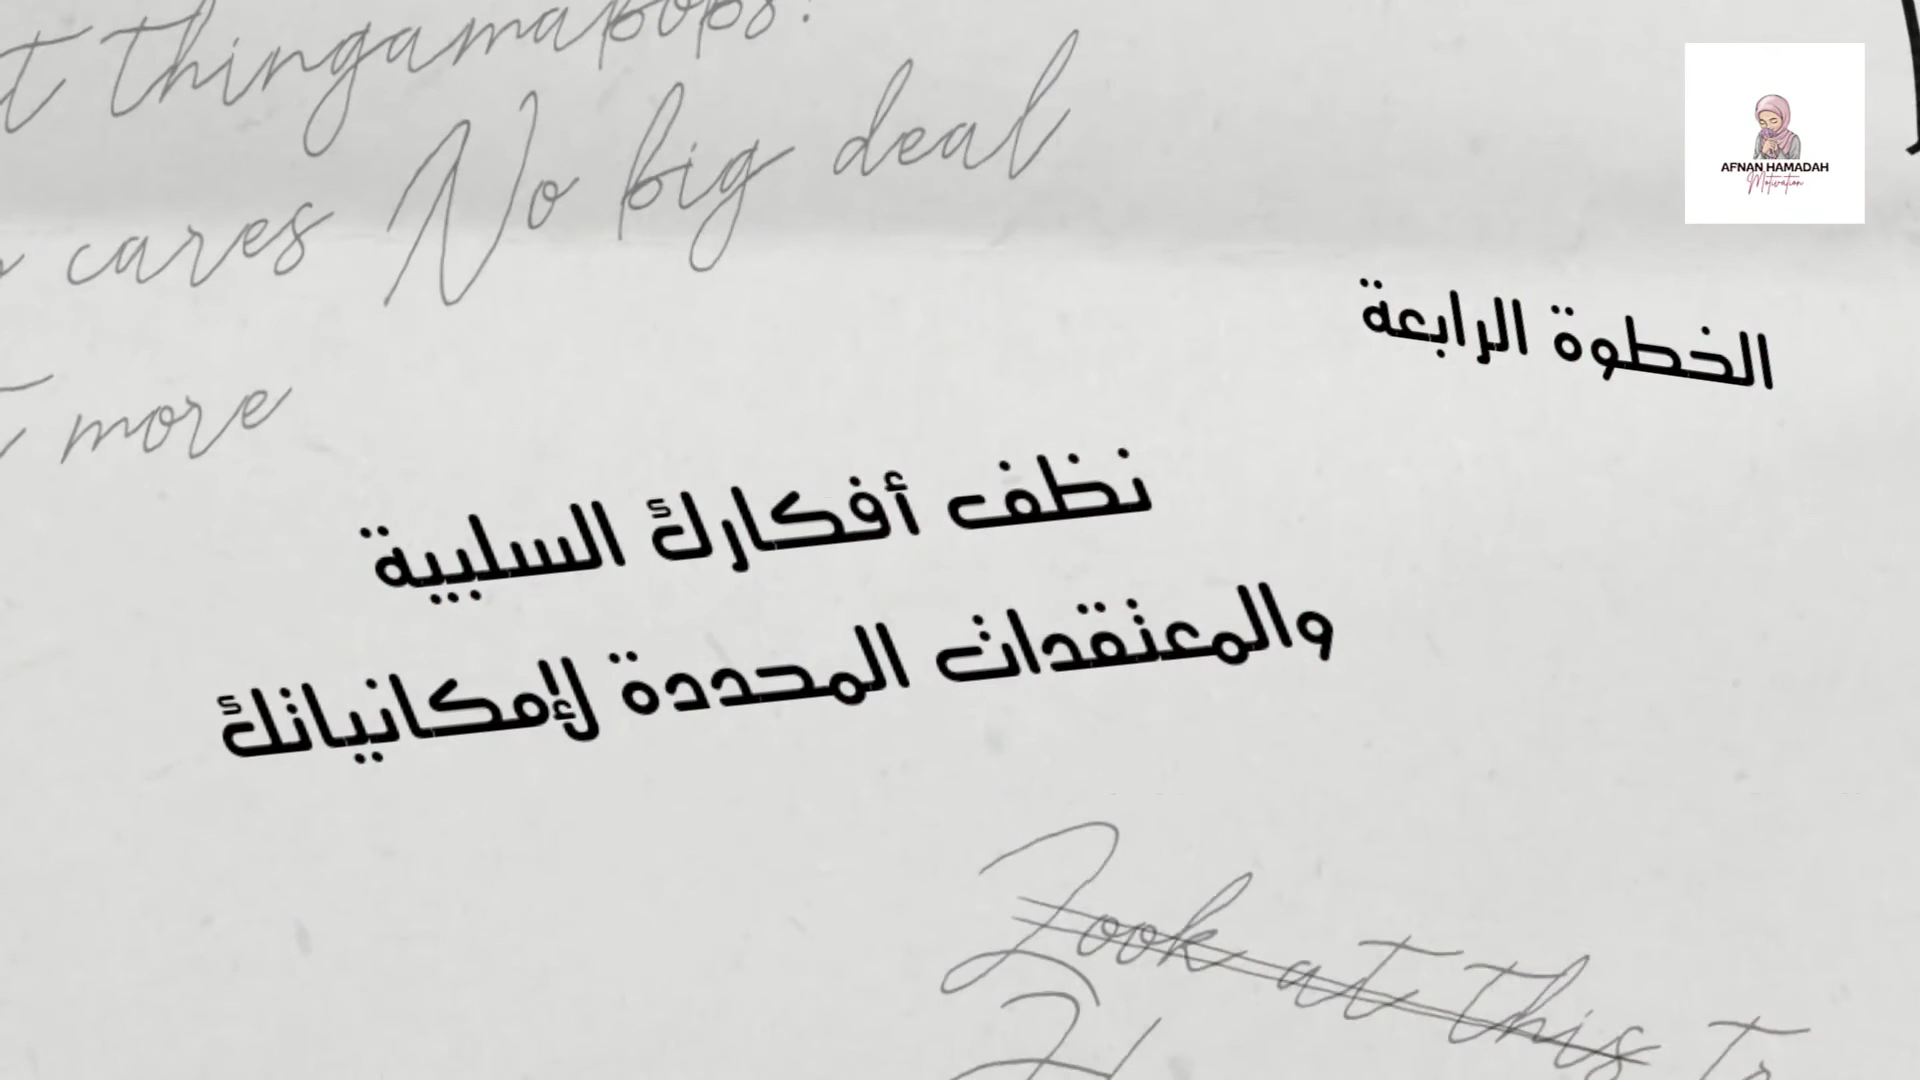 thingamabobs?
cares No big deal
more
AFNAN HAMADAH
Motivation
الخطوة الرابعة
نظف أفكارك السلبية
والمعتقدات المحددة لإمكانياتك
Look at this